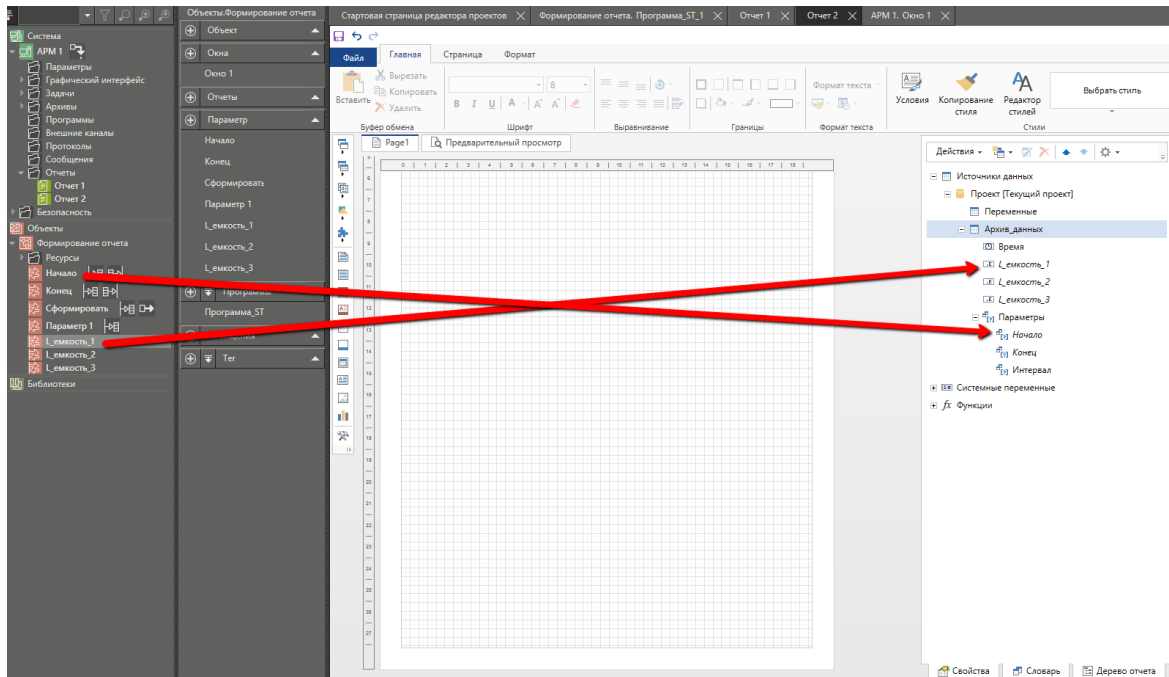 Объекты.Формирование отчета
Стартовая страница редактора проектов
Формирование отчета. Программа_ST_1
Отчет 1
Отчет 2
АРМ 1. Окно 1
Система
АРМ 1
Параметры
Графический интерфейс
Задачи
Архивы
Программы
Внешние каналы
Протоколы
Сообщения
Отчеты
Отчет 1
Отчет 2
Безопасность
Объекты
Формирование отчета
Ресурсы
Начало
Конец
Сформировать
Параметр 1
L_емкость_1
L_емкость_2
L_емкость_3
Библиотеки
Объект
Окна
Окно 1
Отчеты
Параметр
Начало
Конец
Сформировать
Параметр 1
L_емкость_1
L_емкость_2
L_емкость_3
Программы
Программа_ST
Тег
Файл
Главная
Страница
Формат
Вставить
Вырезать
Копировать
Удалить
Буфер обмена
8
B I U A A A
Шрифт
Выравнивание
Границы
Формат текста
Формат текста
Условия
Копирование стиля
Редактор стилей
Выбрать стиль
Стили
Page1
Предварительный просмотр
Действия
Источники данных
Проект [Текущий проект]
Переменные
Архив_данных
Время
L_емкость_1
L_емкость_2
L_емкость_3
Параметры
Начало
Конец
Интервал
Системные переменные
fx Функции
Свойства
Словарь
Дерево отчета